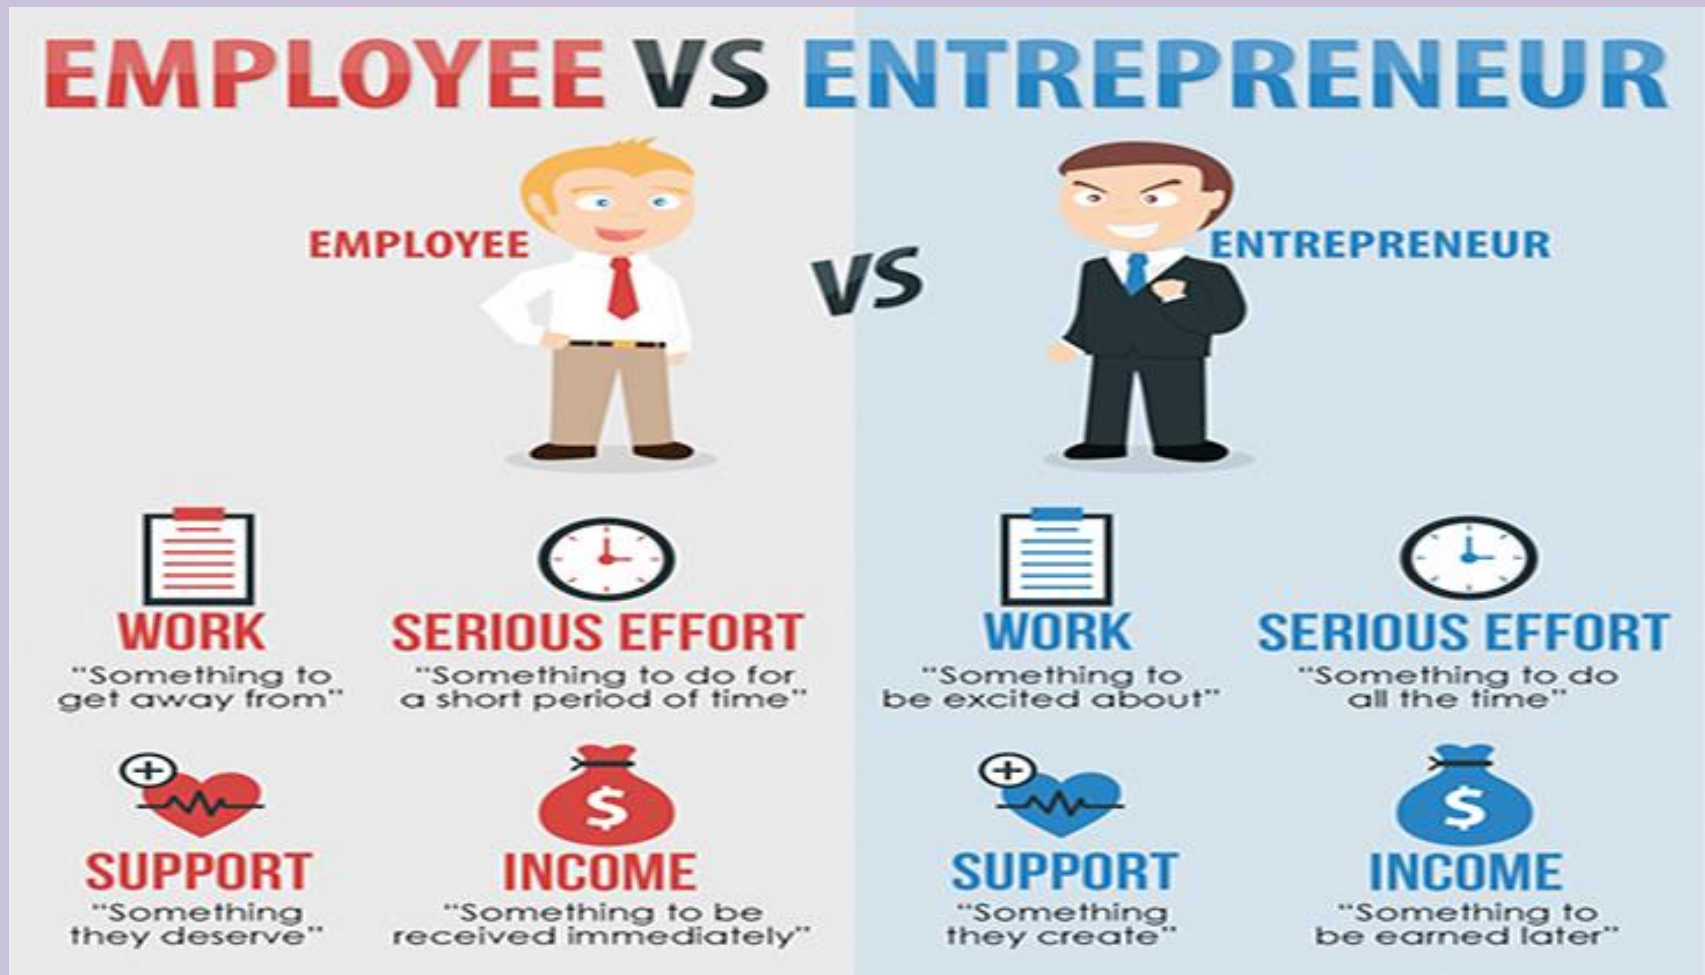 EMPLOYEE VS ENTREPRENEUR
EMPLOYEE
VS
ENTREPRENEUR
WORK
"Something to
get away from"
SERIOUS EFFORT
"Something to do for
a short period of time"
WORK
"Something to
be excited about"
SERIOUS EFFORT
"Something to do
all the time"
$
SUPPORT
"Something
they deserve"
INCOME
"Something to be
received immediately"
$
SUPPORT
"Something
they create"
INCOME
"Something to
be earned later"